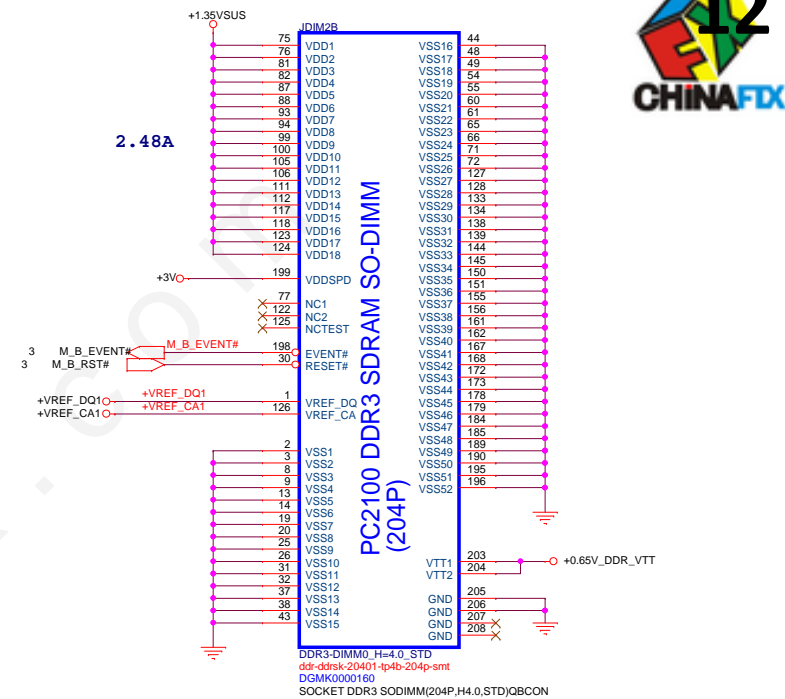 12
CHiNAFIX
+1.35VSUS
JDIM2B
2.48A
75 VDD1
76 VDD2
81 VDD3
82 VDD4
87 VDD5
88 VDD6
93 VDD7
94 VDD8
99 VDD9
100 VDD10
105 VDD11
106 VDD12
111 VDD13
112 VDD14
117 VDD15
118 VDD16
123 VDD17
124 VDD18
+3V 199 VDDSPD
77 NC1
122 NC2
125 NCTEST
3 M_B_EVENT# M_B_EVENT# 198 EVENT#
3 M_B_RST# 30 RESET#
+VREF_DQ1 +VREF_DQ1 1 VREF_DQ
+VREF_CA1 +VREF_CA1 126 VREF_CA
2 VSS1
3 VSS2
8 VSS3
9 VSS4
13 VSS5
14 VSS6
19 VSS7
20 VSS8
25 VSS9
26 VSS10
31 VSS11
32 VSS12
37 VSS13
38 VSS14
43 VSS15
PC2100 DDR3 SDRAM SO-DIMM
(204P)
VSS16 44
VSS17 48
VSS18 49
VSS19 54
VSS20 55
VSS21 60
VSS22 61
VSS23 65
VSS24 66
VSS25 71
VSS26 72
VSS27 127
VSS28 128
VSS29 133
VSS30 134
VSS31 138
VSS32 139
VSS33 144
VSS34 145
VSS35 150
VSS36 151
VSS37 155
VSS38 156
VSS39 161
VSS40 162
VSS41 167
VSS42 168
VSS43 172
VSS44 173
VSS45 178
VSS46 179
VSS47 184
VSS48 185
VSS49 189
VSS50 190
VSS51 195
VSS52 196
VTT1 203 +0.65V_DDR_VTT
VTT2 204
GND 205
GND 206
GND 207
GND 208
DDR3-DIMM0_H=4.0_STD
ddr-ddrsk-20401-tp4b-204p-smt
DGMK0000160
SOCKET DDR3 SODIMM(204P,H4.0,STD)QBCON